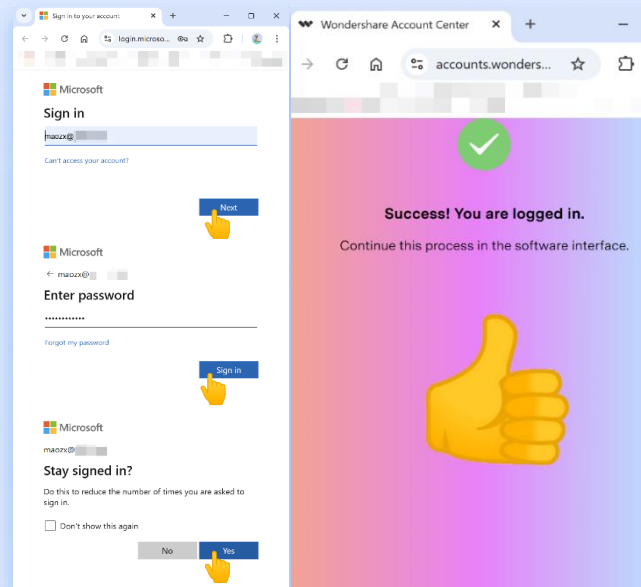 Sign in to your account
login.microso...
Microsoft
Sign in
maozx@
Can't access your account?
Next
Microsoft
maozx@
Enter password
Forgot my password
Sign in
Microsoft
maozx@
Stay signed in?
Do this to reduce the number of times you are asked to
sign in.
Don't show this again
No Yes
Wondershare Account Center
accounts.wonders...
Success! You are logged in.
Continue this process in the software interface.